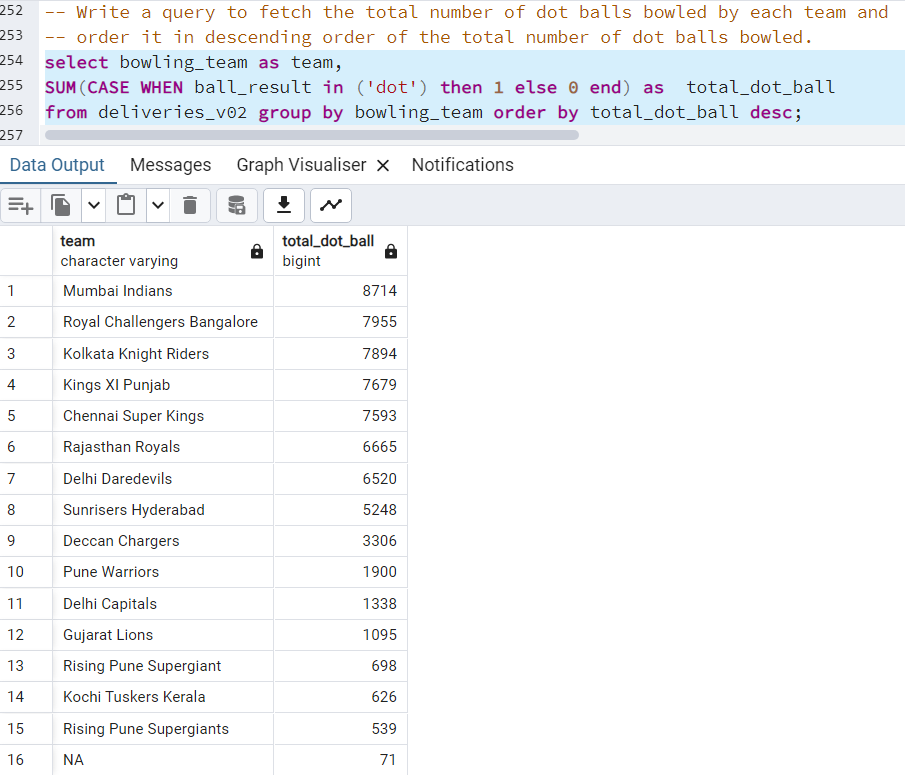 252 -- Write a query to fetch the total number of dot balls bowled by each team and
253 -- order it in descending order of the total number of dot balls bowled.
254 select bowling_team as team,
255 SUM(CASE WHEN ball_result in ('dot') then 1 else 0 end) as  total_dot_ball
256 from deliveries_v02 group by bowling_team order by total_dot_ball desc;
257
Data Output Messages Graph Visualiser Notifications
team total_dot_ball
character varying bigint
1 Mumbai Indians 8714
2 Royal Challengers Bangalore 7955
3 Kolkata Knight Riders 7894
4 Kings XI Punjab 7679
5 Chennai Super Kings 7593
6 Rajasthan Royals 6665
7 Delhi Daredevils 6520
8 Sunrisers Hyderabad 5248
9 Deccan Chargers 3306
10 Pune Warriors 1900
11 Delhi Capitals 1338
12 Gujarat Lions 1095
13 Rising Pune Supergiant 698
14 Kochi Tuskers Kerala 626
15 Rising Pune Supergiants 539
16 NA 71